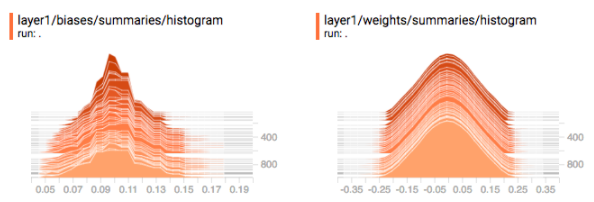 layer1/biases/summaries/histogram
run: .
400
800
0.05 0.07 0.09 0.11 0.13 0.15 0.17 0.19
layer1/weights/summaries/histogram
run: .
400
800
-0.35 -0.25 -0.15 -0.05 0.05 0.15 0.25 0.35